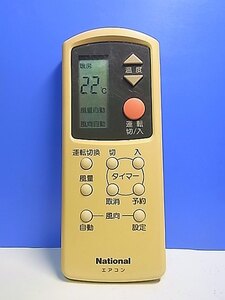 暖房
22℃
風量自動
風向自動
温度
運転
切/入
運転切換 切 入
風量 タイマー
取消 予約
風向
自動 設定
National
エアコン